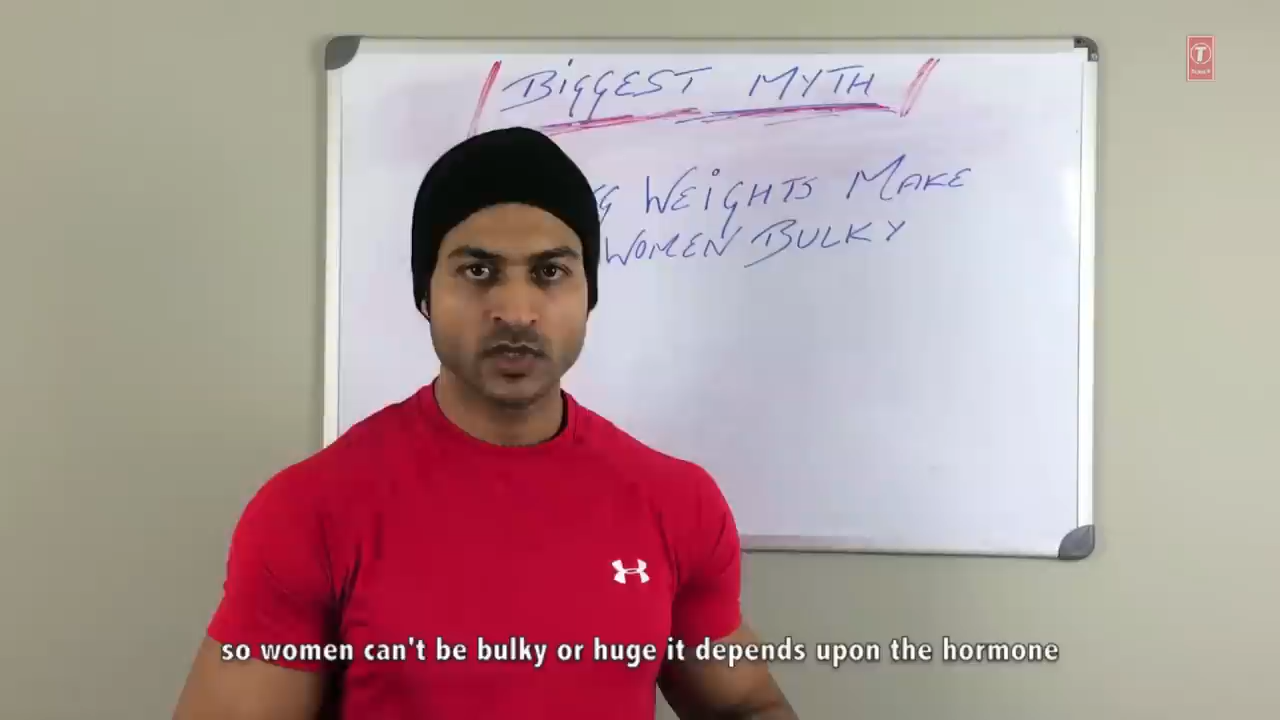 BIGGEST MYTH
WEIGHTS MAKE
WOMEN BULKY
so women can't be bulky or huge it depends upon the hormone